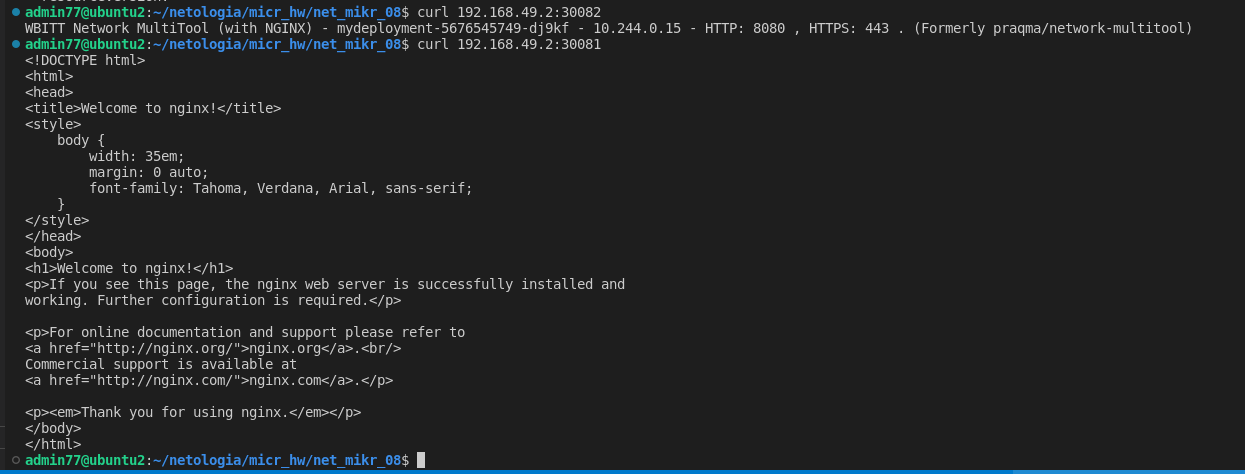 admin77@ubuntu2:~/netologia/micr_hw/net_mikr_08$ curl 192.168.49.2:30082
WBITT Network MultiTool (with NGINX) - mydeployment-5676545749-dj9kf - 10.244.0.15 - HTTP: 8080 , HTTPS: 443 . (Formerly praqma/network-multitool)
admin77@ubuntu2:~/netologia/micr_hw/net_mikr_08$ curl 192.168.49.2:30081
<!DOCTYPE html>
<html>
<head>
<title>Welcome to nginx!</title>
<style>
    body {
        width: 35em;
        margin: 0 auto;
        font-family: Tahoma, Verdana, Arial, sans-serif;
    }
</style>
</head>
<body>
<h1>Welcome to nginx!</h1>
<p>If you see this page, the nginx web server is successfully installed and
working. Further configuration is required.</p>

<p>For online documentation and support please refer to
<a href="http://nginx.org/">nginx.org</a>.<br/>
Commercial support is available at
<a href="http://nginx.com/">nginx.com</a>.</p>

<p><em>Thank you for using nginx.</em></p>
</body>
</html>
admin77@ubuntu2:~/netologia/micr_hw/net_mikr_08$